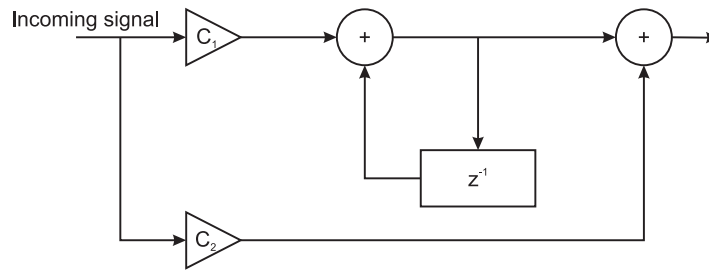 Incoming signal
C₁
+
+
z⁻¹
C₂